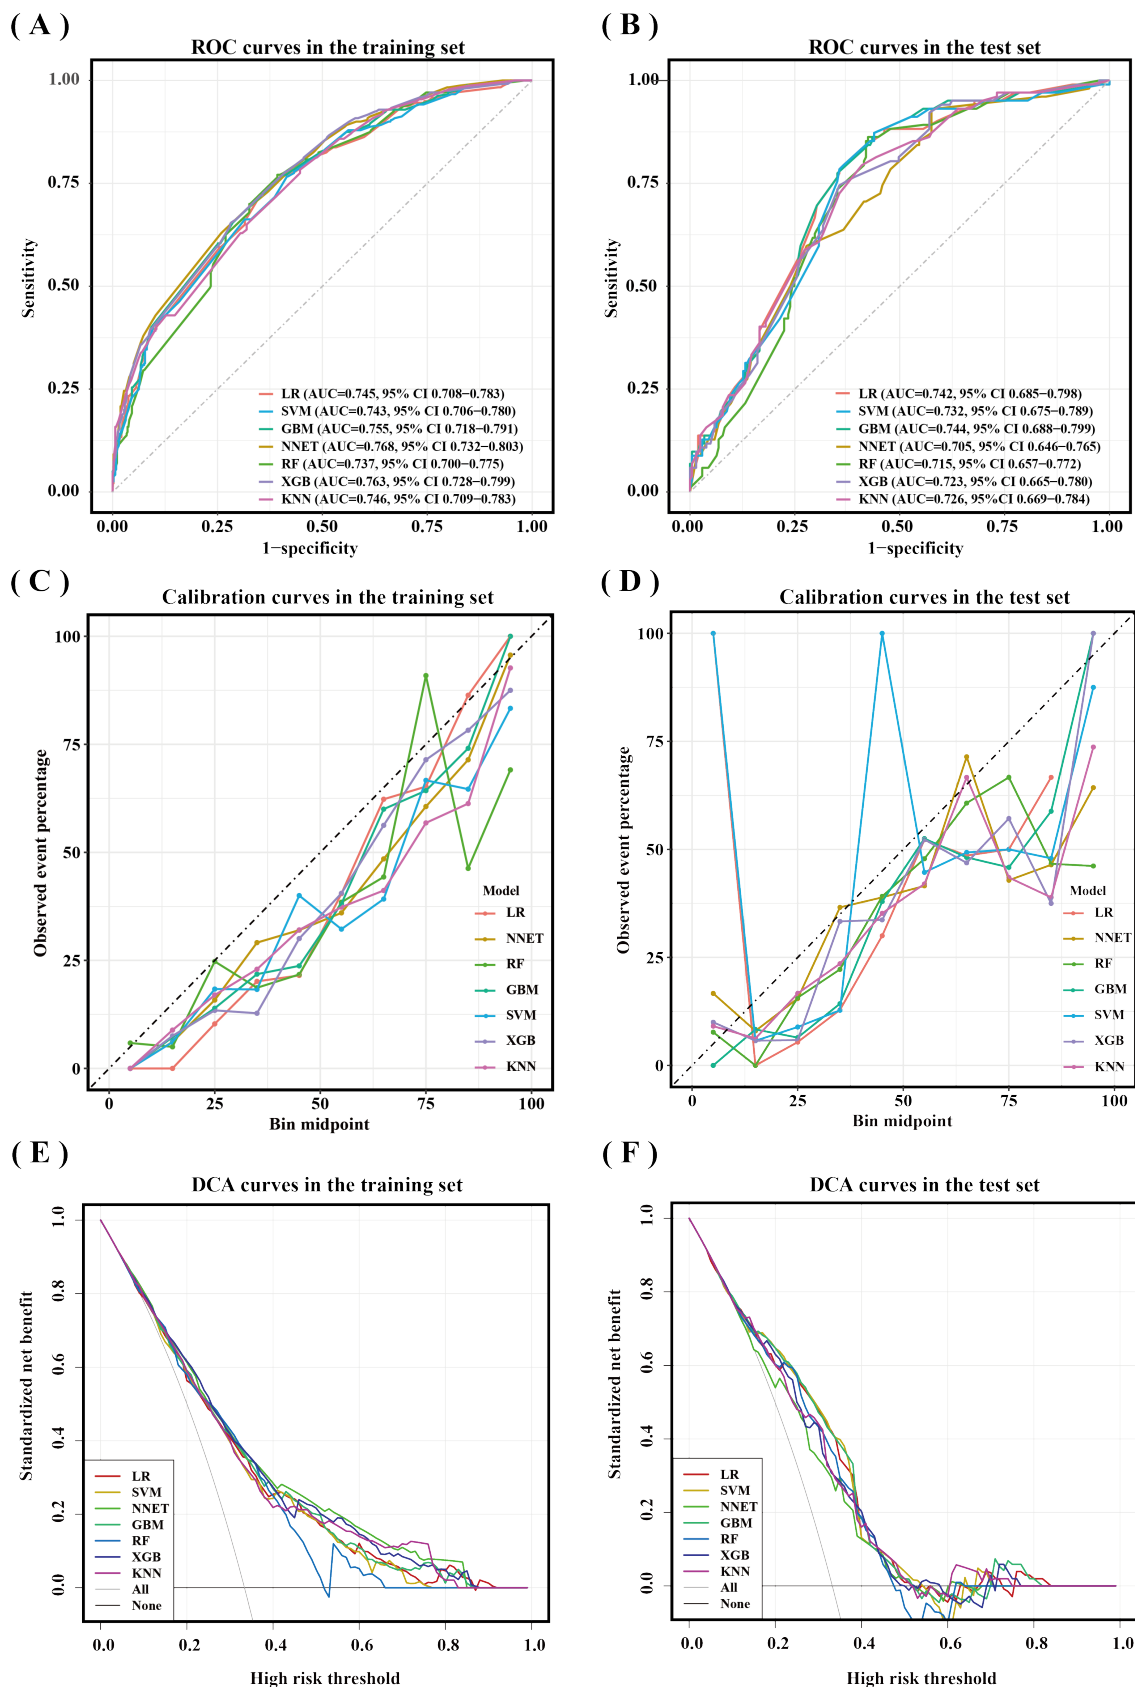 ( A )
ROC curves in the training set
1.00
0.75
0.50
0.25
0.00
Sensitivity
LR (AUC=0.745, 95% CI 0.708−0.783)
SVM (AUC=0.743, 95% CI 0.706−0.780)
GBM (AUC=0.755, 95% CI 0.718−0.791)
NNET (AUC=0.768, 95% CI 0.732−0.803)
RF (AUC=0.737, 95% CI 0.700−0.775)
XGB (AUC=0.763, 95% CI 0.728−0.799)
KNN (AUC=0.746, 95% CI 0.709−0.783)
0.00 0.25 0.50 0.75 1.00
1−specificity
( B )
ROC curves in the test set
1.00
0.75
0.50
0.25
0.00
Sensitivity
LR (AUC=0.742, 95% CI 0.685−0.798)
SVM (AUC=0.732, 95% CI 0.675−0.789)
GBM (AUC=0.744, 95% CI 0.688−0.799)
NNET (AUC=0.705, 95% CI 0.646−0.765)
RF (AUC=0.715, 95% CI 0.657−0.772)
XGB (AUC=0.723, 95% CI 0.665−0.780)
KNN (AUC=0.726, 95%CI 0.669−0.784)
0.00 0.25 0.50 0.75 1.00
1−specificity
( C )
Calibration curves in the training set
100
75
50
25
0
Observed event percentage
Model
LR
NNET
RF
GBM
SVM
XGB
KNN
0 25 50 75 100
Bin midpoint
( D )
Calibration curves in the test set
100
75
50
25
0
Observed event percentage
Model
LR
NNET
RF
GBM
SVM
XGB
KNN
0 25 50 75 100
Bin midpoint
( E )
DCA curves in the training set
1.0
0.8
0.6
0.4
0.2
0.0
Standardized net benefit
LR
SVM
NNET
GBM
RF
XGB
KNN
All
None
0.0 0.2 0.4 0.6 0.8 1.0
High risk threshold
( F )
DCA curves in the test set
1.0
0.8
0.6
0.4
0.2
0.0
Standardized net benefit
LR
SVM
NNET
GBM
RF
XGB
KNN
All
None
0.0 0.2 0.4 0.6 0.8 1.0
High risk threshold